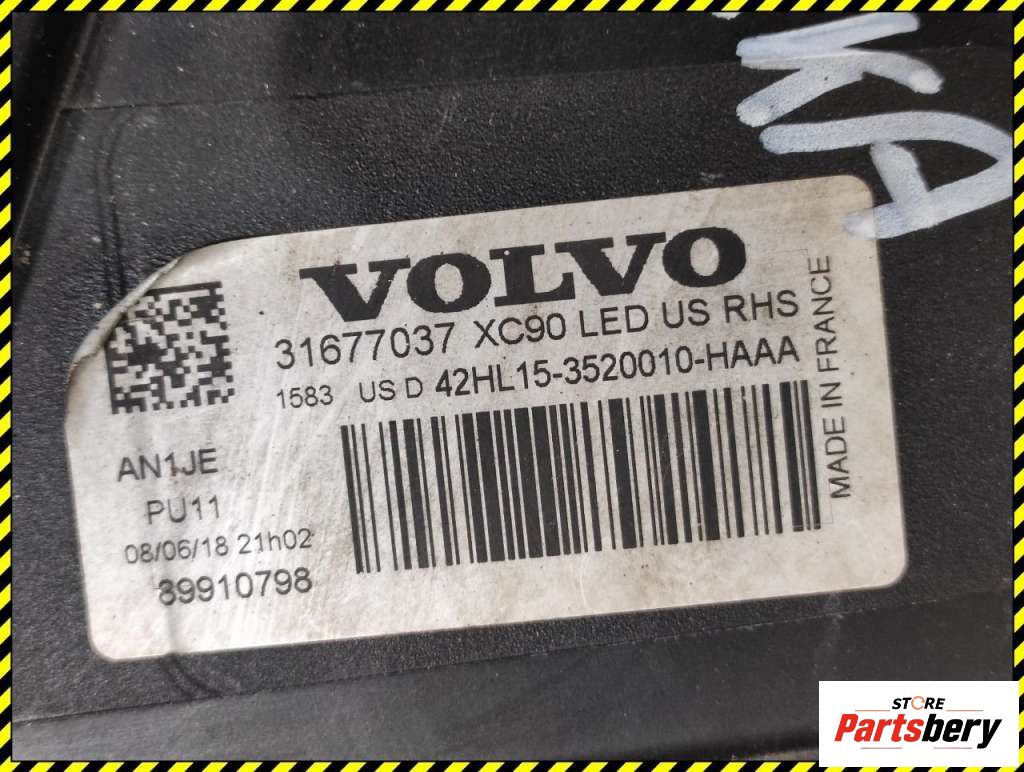 KA
VOLVO
31677037 XC90 LED US RHS
1583 US D 42HL15-3520010-HAAA
MADE IN FRANCE
AN1JE
PU11
08/06/18 21h02
89910798
STORE
Partsbery